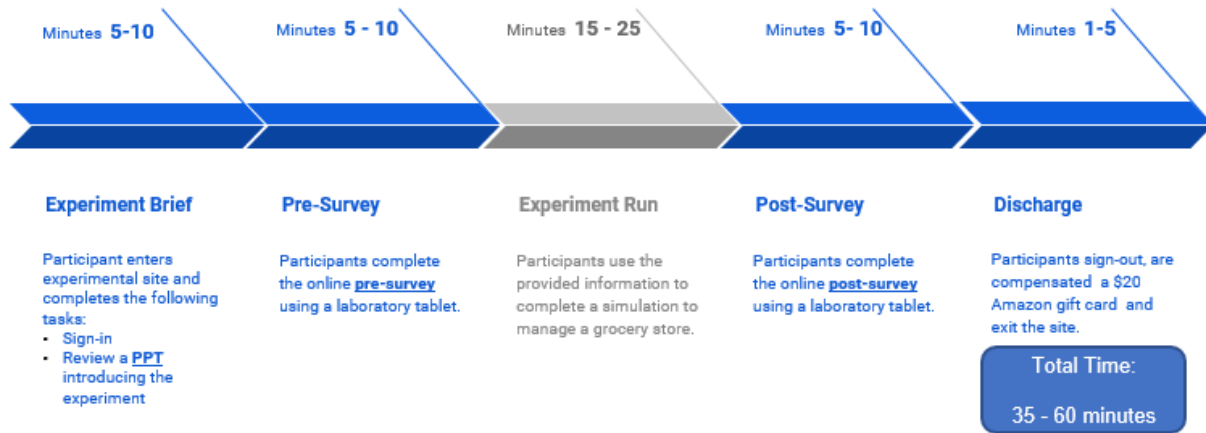 Minutes 5-10
Minutes 5 - 10
Minutes 15 - 25
Minutes 5- 10
Minutes 1-5
Experiment Brief
Participant enters
experimental site and
completes the following
tasks:
• Sign-in
• Review a PPT
introducing the
experiment
Pre-Survey
Participants complete
the online pre-survey
using a laboratory tablet.
Experiment Run
Participants use the
provided information to
complete a simulation to
manage a grocery store.
Post-Survey
Participants complete
the online post-survey
using a laboratory tablet.
Discharge
Participants sign-out, are
compensated a $20
Amazon gift card and
exit the site.
Total Time:
35 - 60 minutes